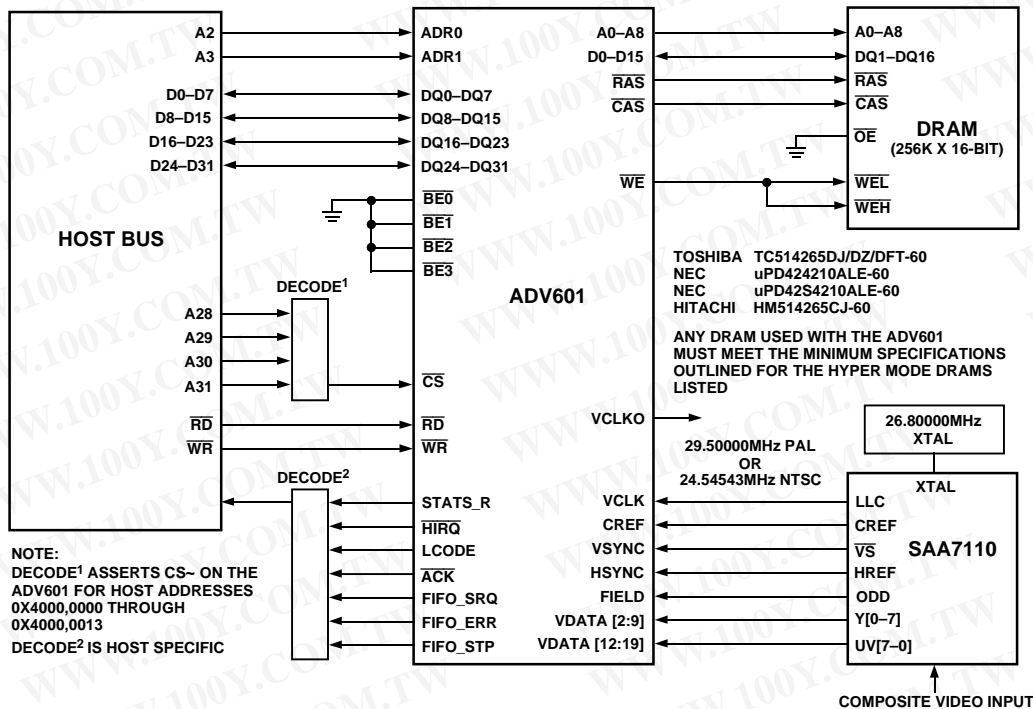 A2
A3
D0–D7
D8–D15
D16–D23
D24–D31
HOST BUS
A28
A29
A30
A31
RD
WR
DECODE1
DECODE2
NOTE:
DECODE1 ASSERTS CS~ ON THE
ADV601 FOR HOST ADDRESSES
0X4000,0000 THROUGH
0X4000,0013
DECODE2 IS HOST SPECIFIC
ADR0
ADR1
DQ0–DQ7
DQ8–DQ15
DQ16–DQ23
DQ24–DQ31
BE0
BE1
BE2
BE3
CS
RD
WR
STATS_R
HIRQ
LCODE
ACK
FIFO_SRQ
FIFO_ERR
FIFO_STP
ADV601
A0–A8
D0–D15
RAS
CAS
WE
VCLKO
VCLK
CREF
VSYNC
HSYNC
FIELD
VDATA [2:9]
VDATA [12:19]
A0–A8
DQ1–DQ16
RAS
CAS
OE
WEL
WEH
DRAM
(256K X 16-BIT)
TOSHIBA TC514265DJ/DZ/DFT-60
NEC uPD424210ALE-60
NEC uPD42S4210ALE-60
HITACHI HM514265CJ-60
ANY DRAM USED WITH THE ADV601
MUST MEET THE MINIMUM SPECIFICATIONS
OUTLINED FOR THE HYPER MODE DRAMS
LISTED
29.50000MHz PAL
OR
24.54543MHz NTSC
26.80000MHz
XTAL
XTAL
LLC
CREF
VS
HREF
ODD
Y[0–7]
UV[7–0]
SAA7110
COMPOSITE VIDEO INPUT
WWW.100Y.COM.TW